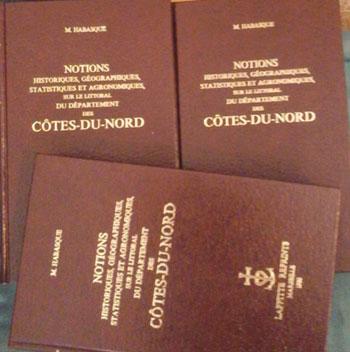 M. HABASQUE
NOTIONS
HISTORIQUES, GÉOGRAPHIQUES,
STATISTIQUES ET AGRONOMIQUES,
SUR LE LITTORAL
DU DÉPARTEMENT
DES
CÔTES-DU-NORD
M. HABASQUE
NOTIONS
HISTORIQUES, GÉOGRAPHIQUES,
STATISTIQUES ET AGRONOMIQUES,
SUR LE LITTORAL
DU DÉPARTEMENT
DES
CÔTES-DU-NORD
M. HABASQUE
NOTIONS
HISTORIQUES, GÉOGRAPHIQUES,
STATISTIQUES ET AGRONOMIQUES,
SUR LE LITTORAL
DU DÉPARTEMENT
DES
CÔTES-DU-NORD
LAFFITTE REPRINTS
MARSEILLE